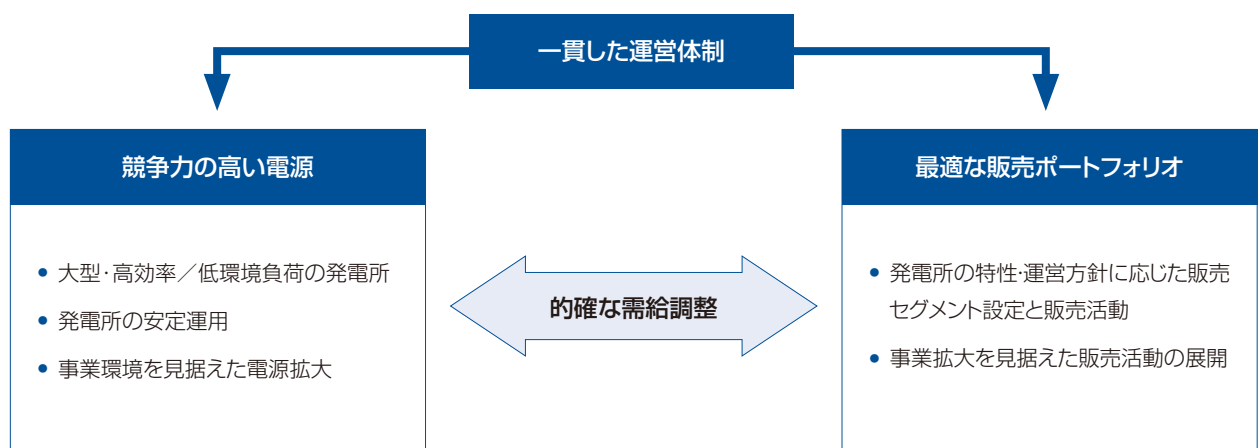 一貫した運営体制
競争力の高い電源
• 大型・高効率／低環境負荷の発電所
• 発電所の安定運用
• 事業環境を見据えた電源拡大
的確な需給調整
最適な販売ポートフォリオ
• 発電所の特性・運営方針に応じた販売
セグメント設定と販売活動
• 事業拡大を見据えた販売活動の展開